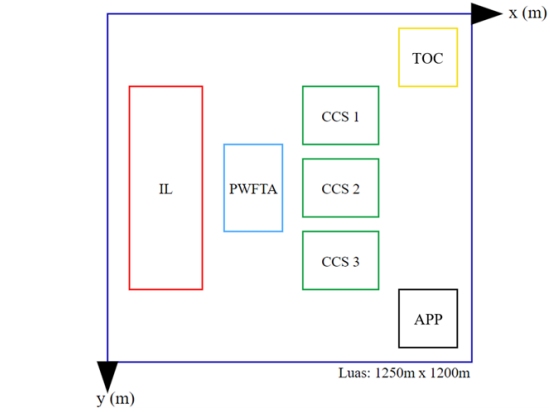 x (m)
TOC
CCS 1
IL
PWFTA
CCS 2
CCS 3
APP
Luas: 1250m x 1200m
y (m)